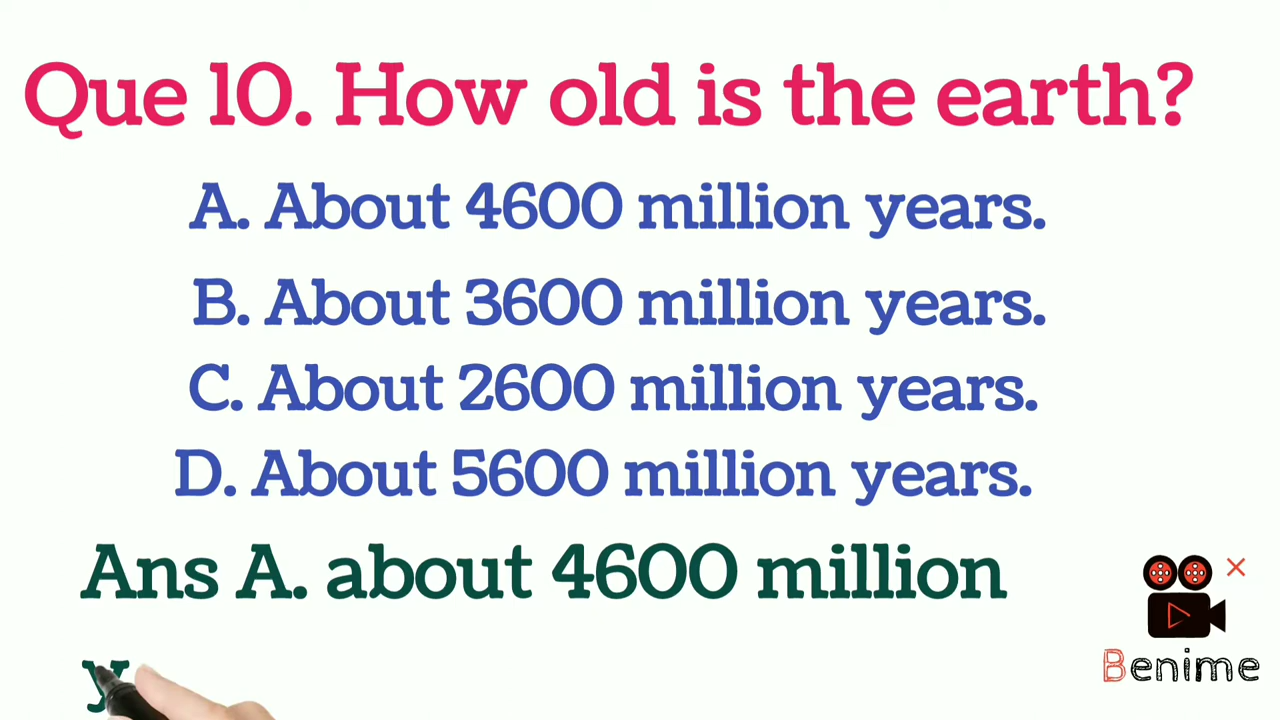 Que 10. How old is the earth?
A. About 4600 million years.
B. About 3600 million years.
C. About 2600 million years.
D. About 5600 million years.
Ans A. about 4600 million
y
Benime